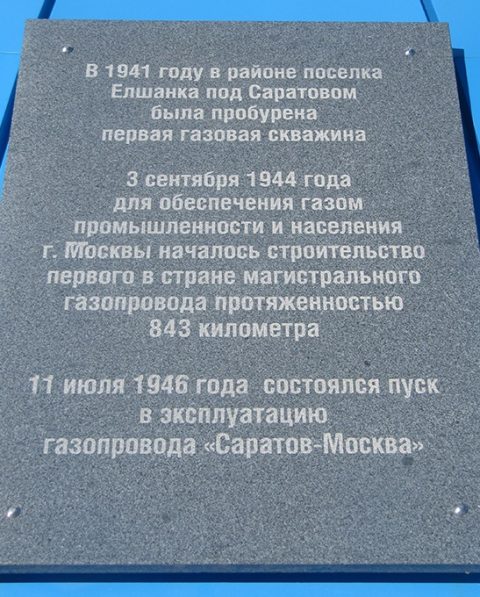 В 1941 году в районе поселка
Елшанка под Саратовом
была пробурена
первая газовая скважина
3 сентября 1944 года
для обеспечения газом
промышленности и населения
г. Москвы началось строительство
первого в стране магистрального
газопровода протяженностью
843 километра
11 июля 1946 года состоялся пуск
в эксплуатацию
газопровода «Саратов-Москва»